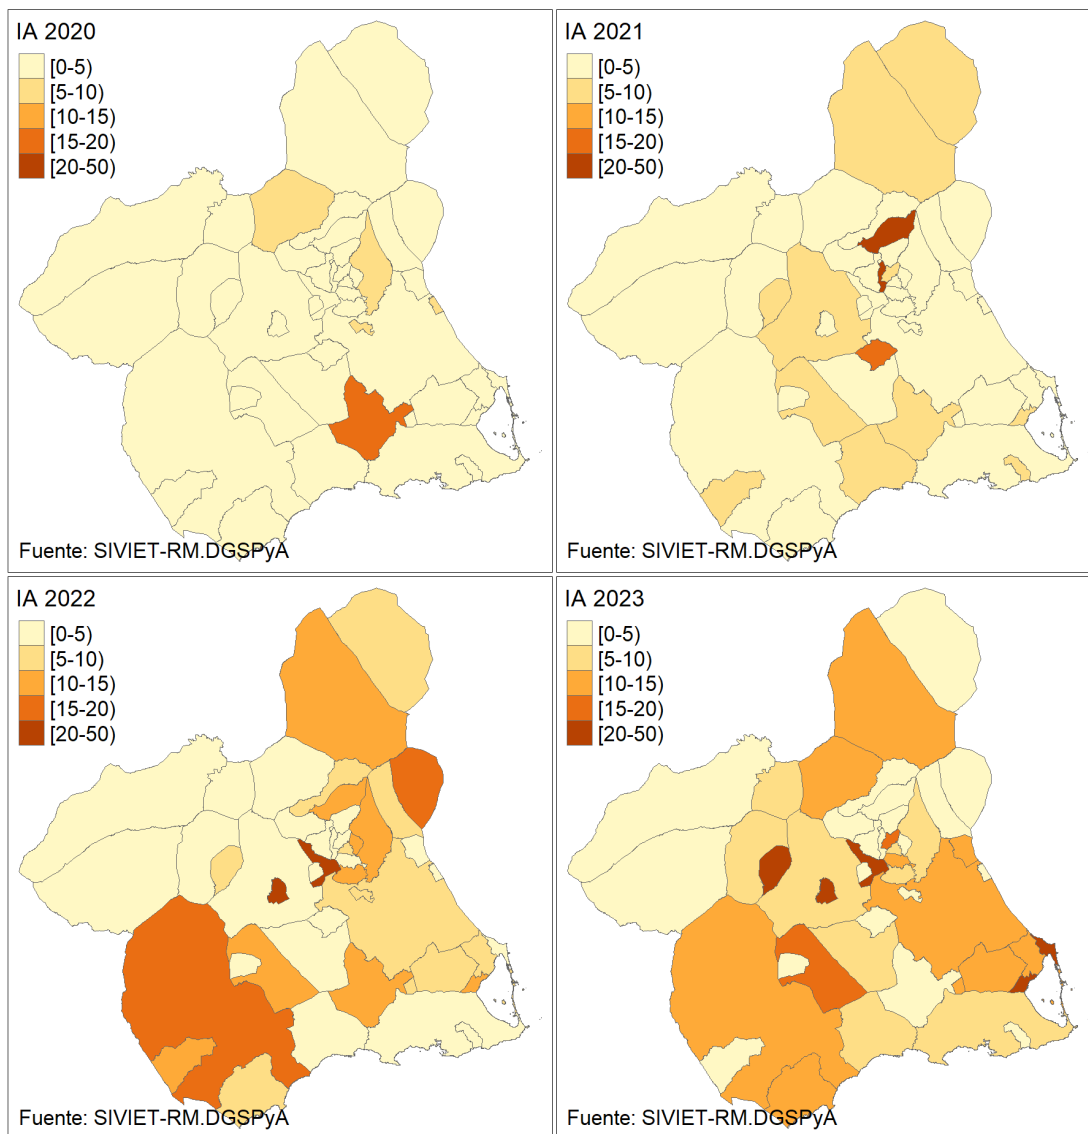 IA 2020
[0-5)
[5-10)
[10-15)
[15-20)
[20-50)
Fuente: SIVIET-RM.DGSPyA
IA 2021
[0-5)
[5-10)
[10-15)
[15-20)
[20-50)
Fuente: SIVIET-RM.DGSPyA
IA 2022
[0-5)
[5-10)
[10-15)
[15-20)
[20-50)
Fuente: SIVIET-RM.DGSPyA
IA 2023
[0-5)
[5-10)
[10-15)
[15-20)
[20-50)
Fuente: SIVIET-RM.DGSPyA